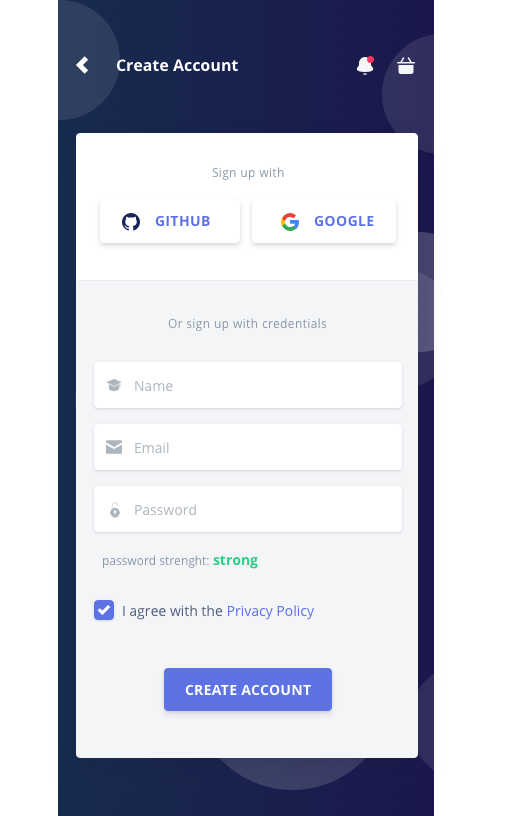 Create Account
Sign up with
GITHUB GOOGLE
Or sign up with credentials
Name
Email
Password
password strenght: strong
I agree with the Privacy Policy
CREATE ACCOUNT